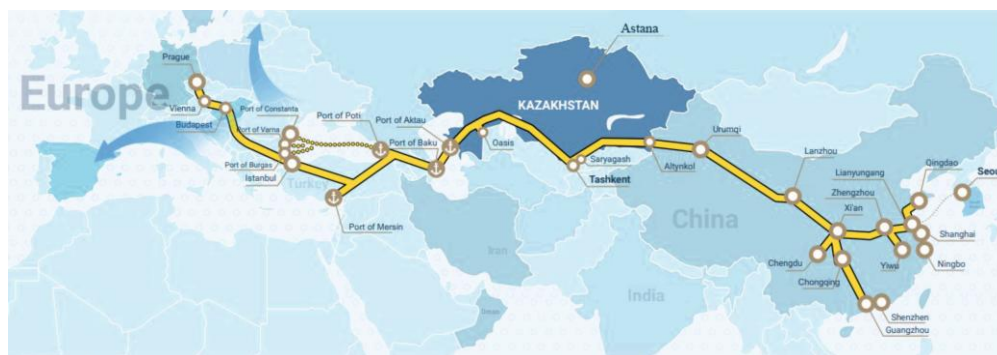 Astana
Prague
Europe
KAZAKHSTAN
Vienna
Port of Constanta
Port of Poti
Port of Aktau
Budapest
Port of Varna
Port of Baku
Oasis
Urumqi
Saryagash
Altynkol
Lanzhou
Qingdao
Lianyungang
Port of Burgas
Istanbul
Turkey
Tashkent
Zhengzhou
Seou
Xi'an
China
Port of Mersin
Shanghai
Iran
Chengdu
Yiwu
Ningbo
Chongqing
India
Oman
Shenzhen
Guangzhou